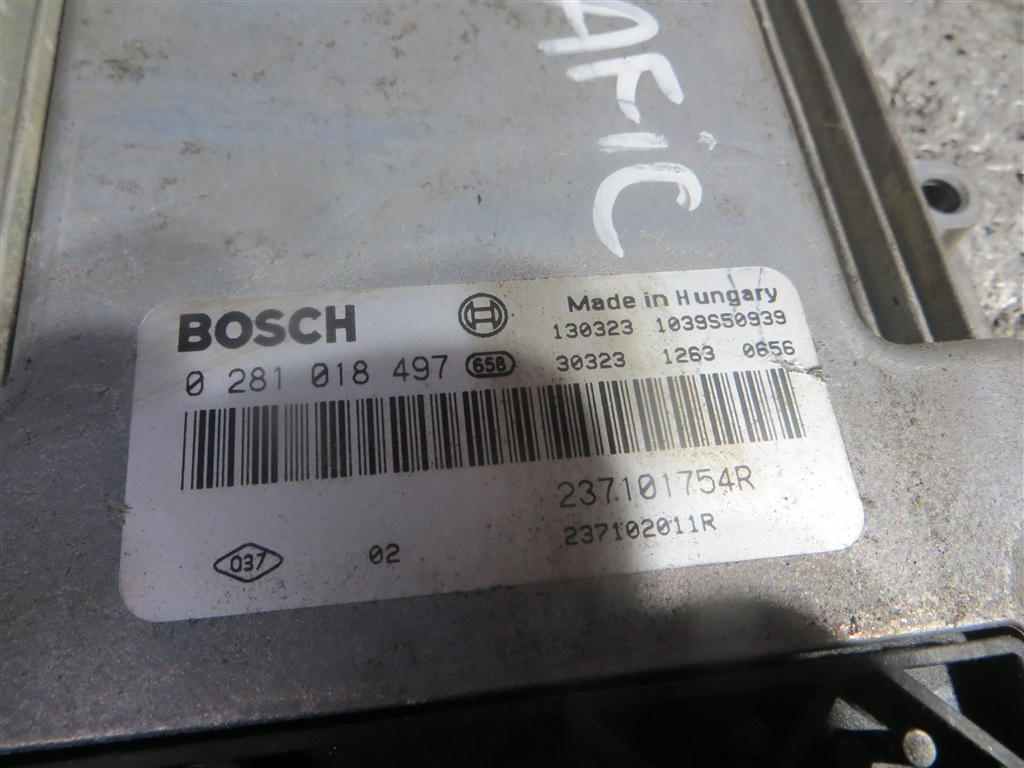 AFiC
BOSCH
Made in Hungary
130323 1039S50939
0 281 018 497 658 30323 1263 0656
237101754R
237102011R
037 02